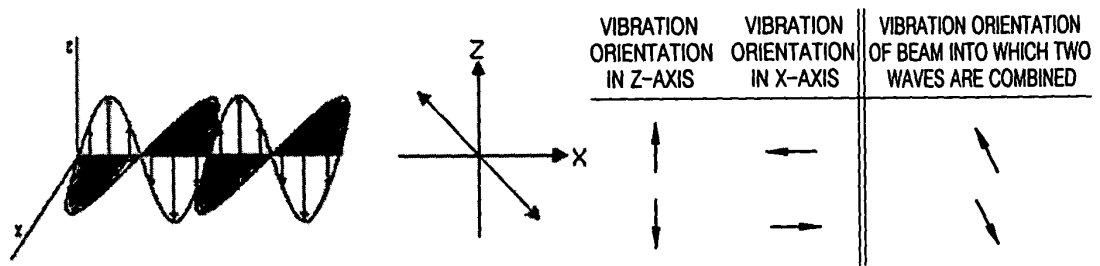 z
x
Z
X
VIBRATION ORIENTATION IN Z-AXIS
VIBRATION ORIENTATION IN X-AXIS
VIBRATION ORIENTATION OF BEAM INTO WHICH TWO WAVES ARE COMBINED